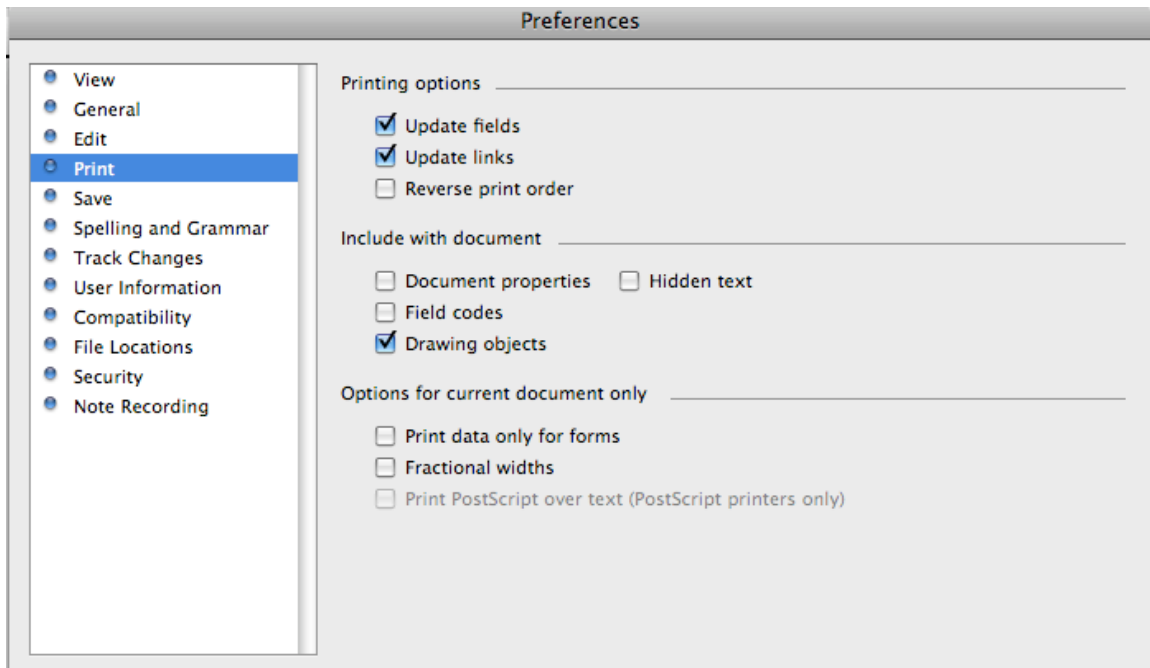 Preferences
View
General
Edit
Print
Save
Spelling and Grammar
Track Changes
User Information
Compatibility
File Locations
Security
Note Recording
Printing options
Update fields
Update links
Reverse print order
Include with document
Document properties Hidden text
Field codes
Drawing objects
Options for current document only
Print data only for forms
Fractional widths
Print PostScript over text (PostScript printers only)